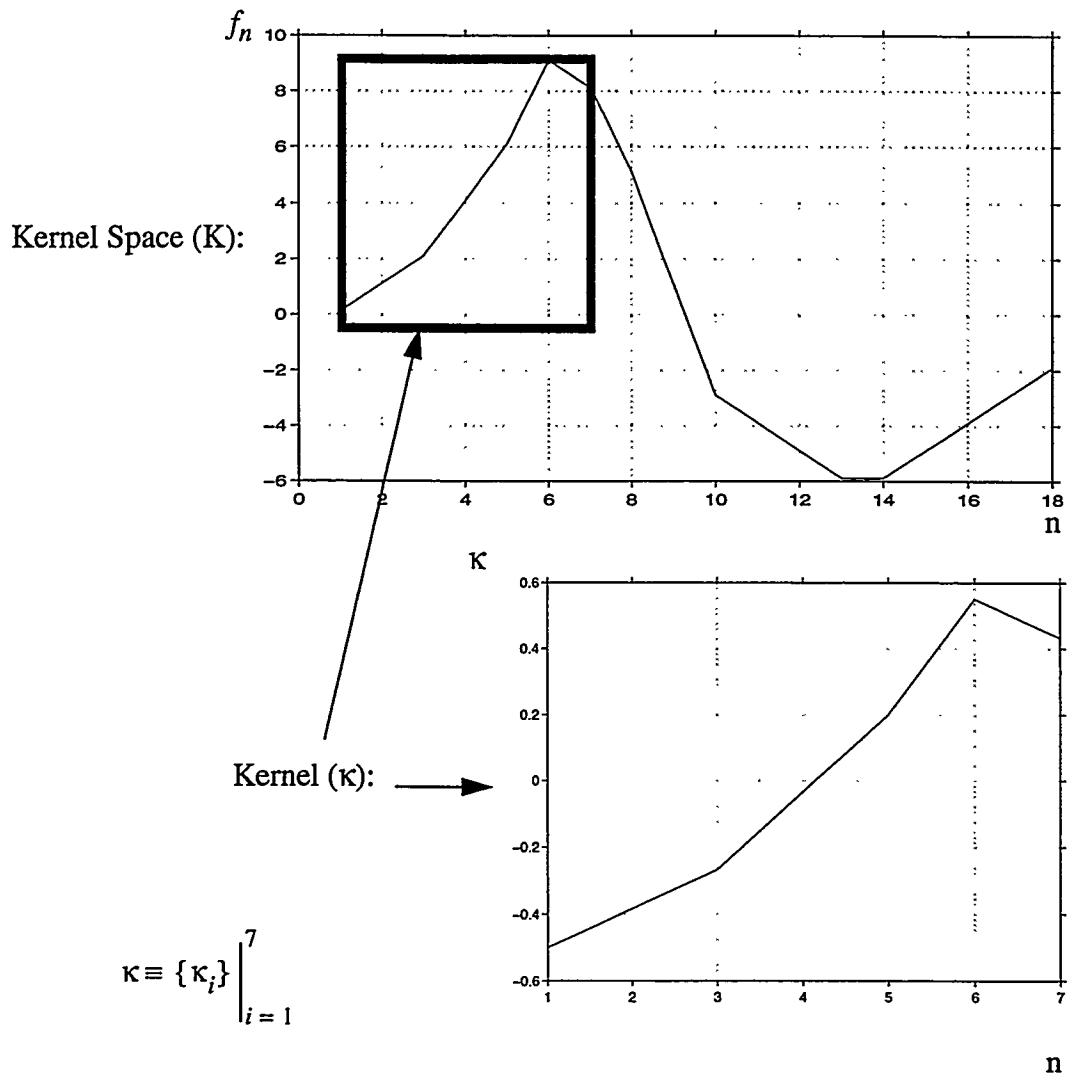 f_n
10
8
6
4
2
0
−2
−4
−6
Kernel Space (K):
0 2 4 6 8 10 12 14 16 18
n
κ
0.6
0.4
0.2
0
−0.2
−0.4
−0.6
Kernel (κ):
1 2 3 4 5 6 7
κ ≡ {κ_i} |_{i = 1}^{7}
n